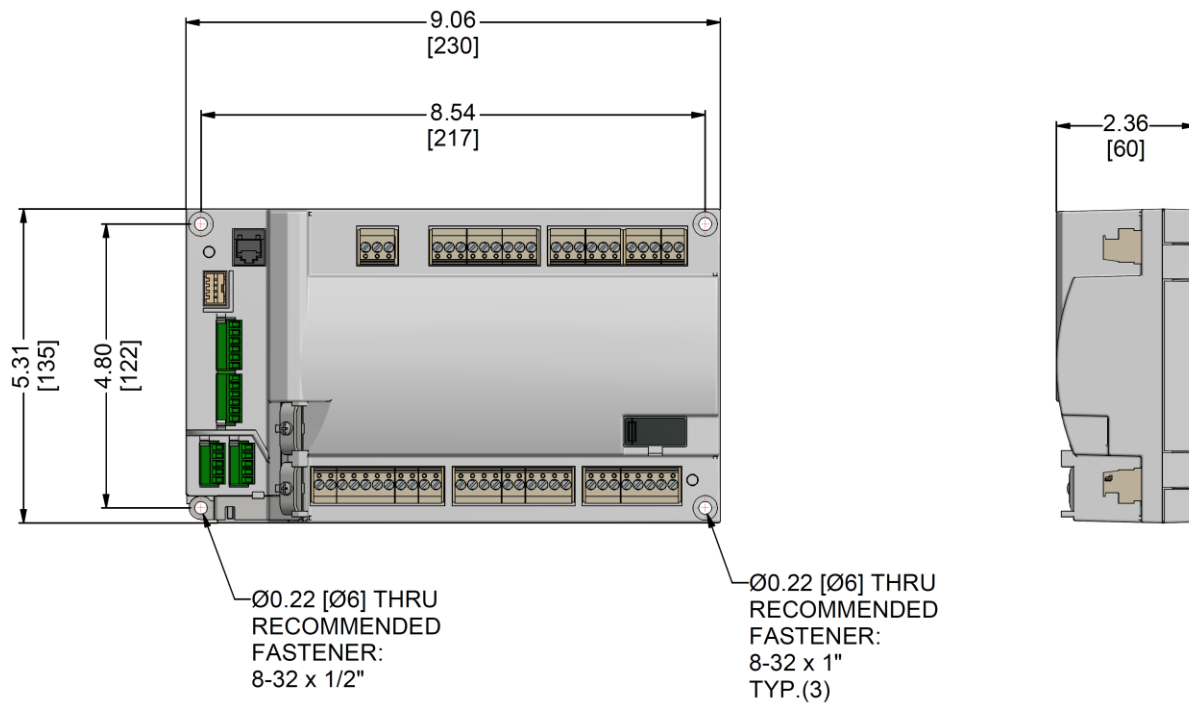 9.06
[230]
8.54
[217]
2.36
[60]
5.31
[135]
4.80
[122]
Ø0.22 [Ø6] THRU
RECOMMENDED
FASTENER:
8-32 x 1/2"
Ø0.22 [Ø6] THRU
RECOMMENDED
FASTENER:
8-32 x 1"
TYP.(3)